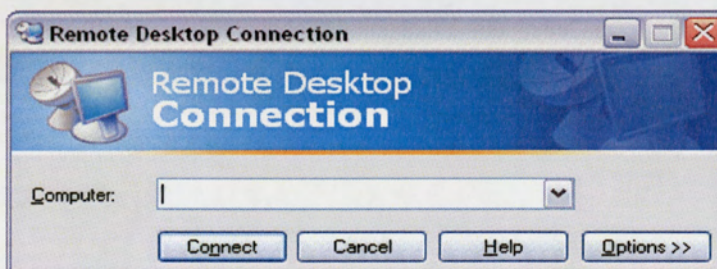 Remote Desktop Connection
Remote Desktop
Connection
Computer:
Connect Cancel Help Options >>